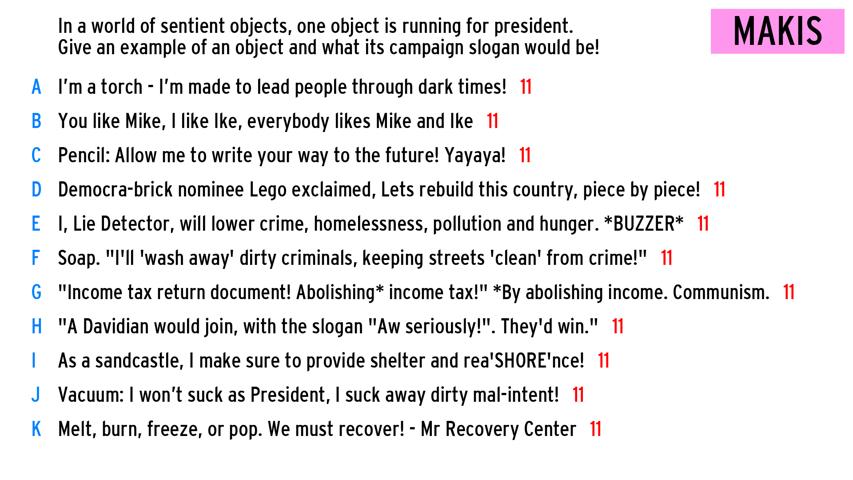 In a world of sentient objects, one object is running for president.
Give an example of an object and what its campaign slogan would be!
MAKIS
A I'm a torch - I'm made to lead people through dark times! 11
B You like Mike, I like Ike, everybody likes Mike and Ike 11
C Pencil: Allow me to write your way to the future! Yayaya! 11
D Democra-brick nominee Lego exclaimed, Lets rebuild this country, piece by piece! 11
E I, Lie Detector, will lower crime, homelessness, pollution and hunger. *BUZZER* 11
F Soap. "I'll 'wash away' dirty criminals, keeping streets 'clean' from crime!" 11
G "Income tax return document! Abolishing* income tax!" *By abolishing income. Communism. 11
H "A Davidian would join, with the slogan "Aw seriously!". They'd win." 11
I As a sandcastle, I make sure to provide shelter and rea'SHORE'nce! 11
J Vacuum: I won't suck as President, I suck away dirty mal-intent! 11
K Melt, burn, freeze, or pop. We must recover! - Mr Recovery Center 11